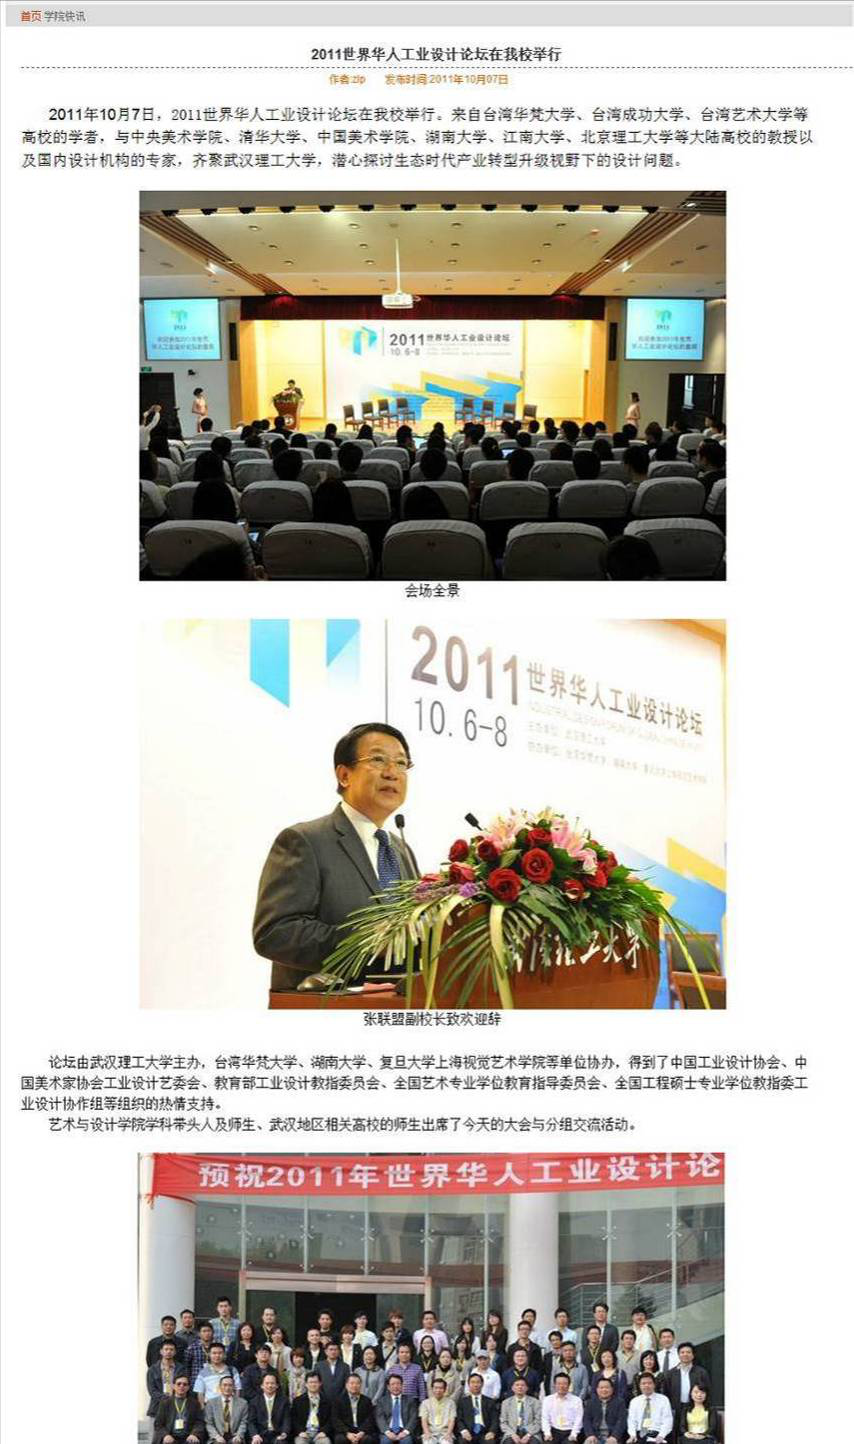 首页 学院快讯
2011世界华人工业设计论坛在我校举行
作者:zlp 发布时间:2011年10月07日
2011年10月7日，2011世界华人工业设计论坛在我校举行。来自台湾华梵大学、台湾成功大学、台湾艺术大学等
高校的学者，与中央美术学院、清华大学、中国美术学院、湖南大学、江南大学、北京理工大学等大陆高校的教授以
及国内设计机构的专家，齐聚武汉理工大学，潜心探讨生态时代产业转型升级视野下的设计问题。
2011世界华人工业设计论坛
10. 6-8
会场全景
2011世界华人工业设计论坛
10. 6-8
理工大学
张联盟副校长致欢迎辞
论坛由武汉理工大学主办，台湾华梵大学、湖南大学、复旦大学上海视觉艺术学院等单位协办，得到了中国工业设计协会、中
国美术家协会工业设计艺委会、教育部工业设计教指委员会、全国艺术专业学位教育指导委员会、全国工程硕士专业学位教指委工
业设计协作组等组织的热情支持。
艺术与设计学院学科带头人及师生、武汉地区相关高校的师生出席了今天的大会与分组交流活动。
预祝2011年世界华人工业设计论